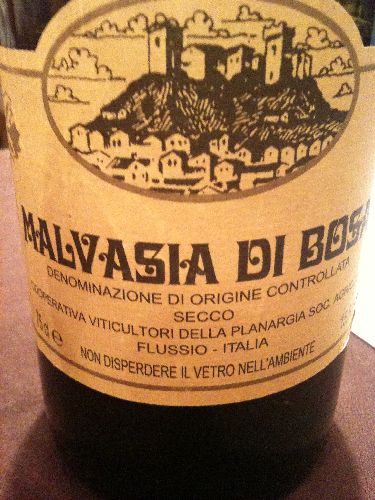 MALVASIA DI BOSA
DENOMINAZIONE DI ORIGINE CONTROLLATA
SECCO
COOPERATIVA VITICULTORI DELLA PLANARGIA SOC.
FLUSSIO - ITALIA
NON DISPERDERE IL VETRO NELL'AMBIENTE